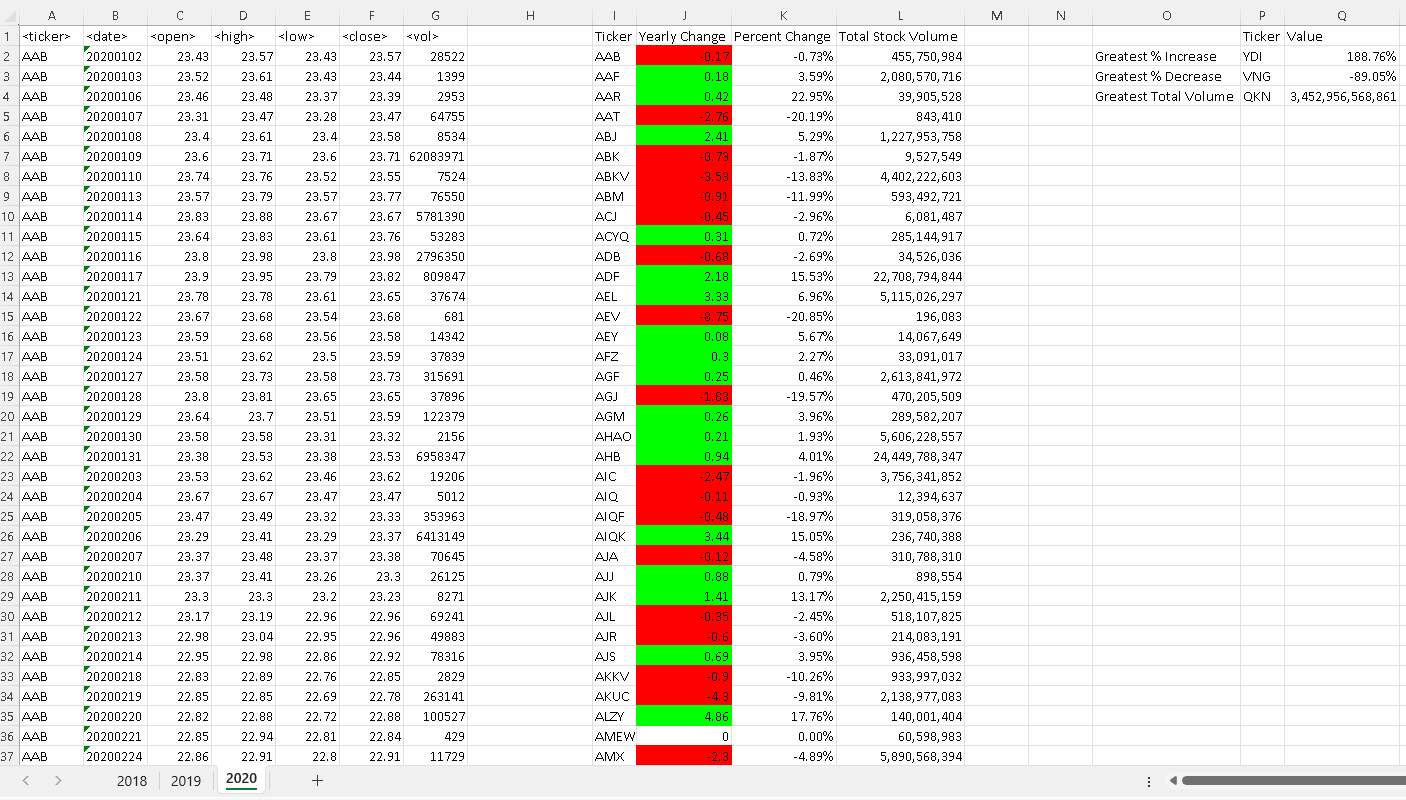 A B C D E F G H I J K L M N O P Q
1 <ticker> <date> <open> <high> <low> <close> <vol> Ticker Yearly Change Percent Change Total Stock Volume Ticker Value
2 AAB 20200102 23.43 23.57 23.43 23.57 28522 AAB -0.17 -0.73% 455,750,984 Greatest % Increase YDI 188.76%
3 AAB 20200103 23.52 23.61 23.43 23.44 1399 AAF 0.18 3.59% 2,080,570,716 Greatest % Decrease VNG -89.05%
4 AAB 20200106 23.46 23.48 23.37 23.39 2953 AAR 0.42 22.95% 39,905,528 Greatest Total Volume QKN 3,452,956,568,861
5 AAB 20200107 23.31 23.47 23.28 23.47 64755 AAT -2.76 -20.19% 843,410
6 AAB 20200108 23.4 23.61 23.4 23.58 8534 ABJ 2.41 5.29% 1,227,953,758
7 AAB 20200109 23.6 23.71 23.6 23.71 62083971 ABK -0.73 -1.87% 9,527,549
8 AAB 20200110 23.74 23.76 23.52 23.55 7524 ABKV -3.53 -13.83% 4,402,222,603
9 AAB 20200113 23.57 23.79 23.57 23.77 76550 ABM -0.91 -11.99% 593,492,721
10 AAB 20200114 23.83 23.88 23.67 23.67 5781390 ACJ -0.45 -2.96% 6,081,487
11 AAB 20200115 23.64 23.83 23.61 23.76 53283 ACYQ 0.31 0.72% 285,144,917
12 AAB 20200116 23.8 23.98 23.8 23.98 2796350 ADB -0.68 -2.69% 34,526,036
13 AAB 20200117 23.9 23.95 23.79 23.82 809847 ADF 2.18 15.53% 22,708,794,844
14 AAB 20200121 23.78 23.78 23.61 23.65 37674 AEL 3.33 6.96% 5,115,026,297
15 AAB 20200122 23.67 23.68 23.54 23.68 681 AEV -8.75 -20.85% 196,083
16 AAB 20200123 23.59 23.68 23.56 23.58 14342 AEY 0.08 5.67% 14,067,649
17 AAB 20200124 23.51 23.62 23.5 23.59 37839 AFZ 0.3 2.27% 33,091,017
18 AAB 20200127 23.58 23.73 23.58 23.73 315691 AGF 0.25 0.46% 2,613,841,972
19 AAB 20200128 23.8 23.81 23.65 23.65 37896 AGJ -1.83 -19.57% 470,205,509
20 AAB 20200129 23.64 23.7 23.51 23.59 122379 AGM 0.26 3.96% 289,582,207
21 AAB 20200130 23.58 23.58 23.31 23.32 2156 AHAO 0.21 1.93% 5,606,228,557
22 AAB 20200131 23.38 23.53 23.38 23.53 6958347 AHB 0.94 4.01% 24,449,788,347
23 AAB 20200203 23.53 23.62 23.46 23.62 19206 AIC -2.47 -1.96% 3,756,341,852
24 AAB 20200204 23.67 23.67 23.47 23.47 5012 AIQ -0.11 -0.93% 12,394,637
25 AAB 20200205 23.47 23.49 23.32 23.33 353963 AIQF -0.48 -18.97% 319,058,376
26 AAB 20200206 23.29 23.41 23.29 23.37 6413149 AIQK 3.44 15.05% 236,740,388
27 AAB 20200207 23.37 23.48 23.37 23.38 70645 AJA -0.12 -4.58% 310,788,310
28 AAB 20200210 23.37 23.41 23.26 23.3 26125 AJJ 0.88 0.79% 898,554
29 AAB 20200211 23.3 23.3 23.2 23.23 8271 AJK 1.41 13.17% 2,250,415,159
30 AAB 20200212 23.17 23.19 22.96 22.96 69241 AJL -0.35 -2.45% 518,107,825
31 AAB 20200213 22.98 23.04 22.95 22.96 49883 AJR -0.6 -3.60% 214,083,191
32 AAB 20200214 22.95 22.98 22.86 22.92 78316 AJS 0.69 3.95% 936,458,598
33 AAB 20200218 22.83 22.89 22.76 22.85 2829 AKKV -0.9 -10.26% 933,997,032
34 AAB 20200219 22.85 22.85 22.69 22.78 263141 AKUC -4.3 -9.81% 2,138,977,083
35 AAB 20200220 22.82 22.88 22.72 22.88 100527 ALZY 4.86 17.76% 140,001,404
36 AAB 20200221 22.85 22.94 22.81 22.84 429 AMEW 0 0.00% 60,598,983
37 AAB 20200224 22.86 22.91 22.8 22.91 11729 AMX -2.3 -4.89% 5,890,568,394
2018 2019 2020